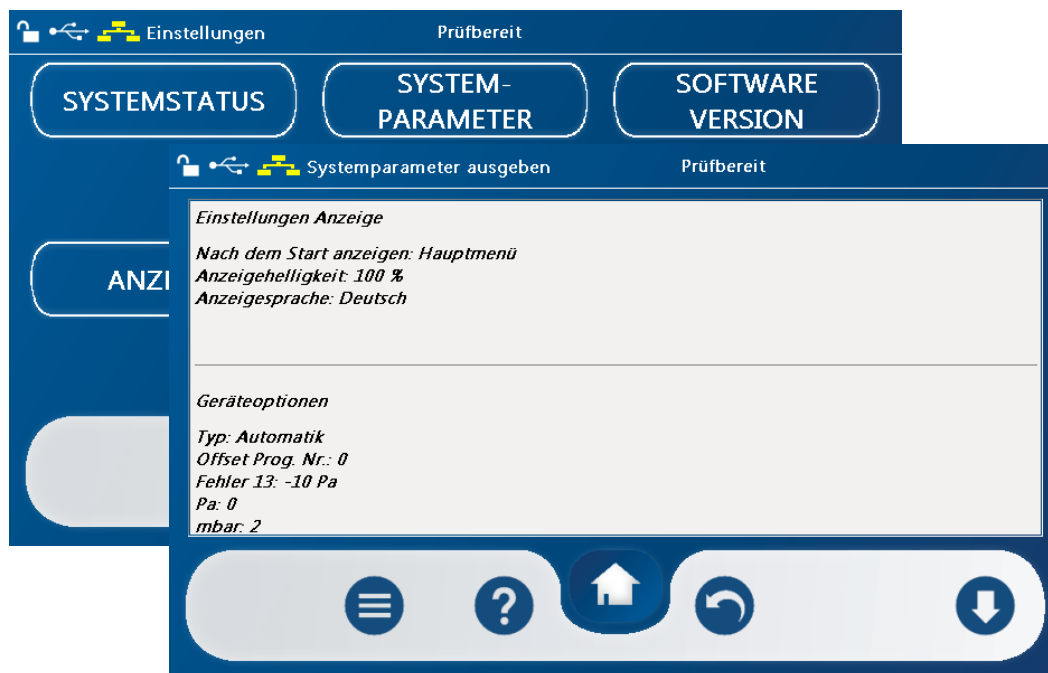 Einstellungen Prüfbereit
SYSTEMSTATUS
SYSTEM-
PARAMETER
SOFTWARE
VERSION
ANZE
Systemparameter ausgeben Prüfbereit
Einstellungen Anzeige
Nach dem Start anzeigen: Hauptmenü
Anzeigehelligkeit: 100 %
Anzeigesprache: Deutsch
Geräteoptionen
Typ: Automatik
Offset Prog. Nr.: 0
Fehler 13: -10 Pa
Pa: 0
mbar: 2